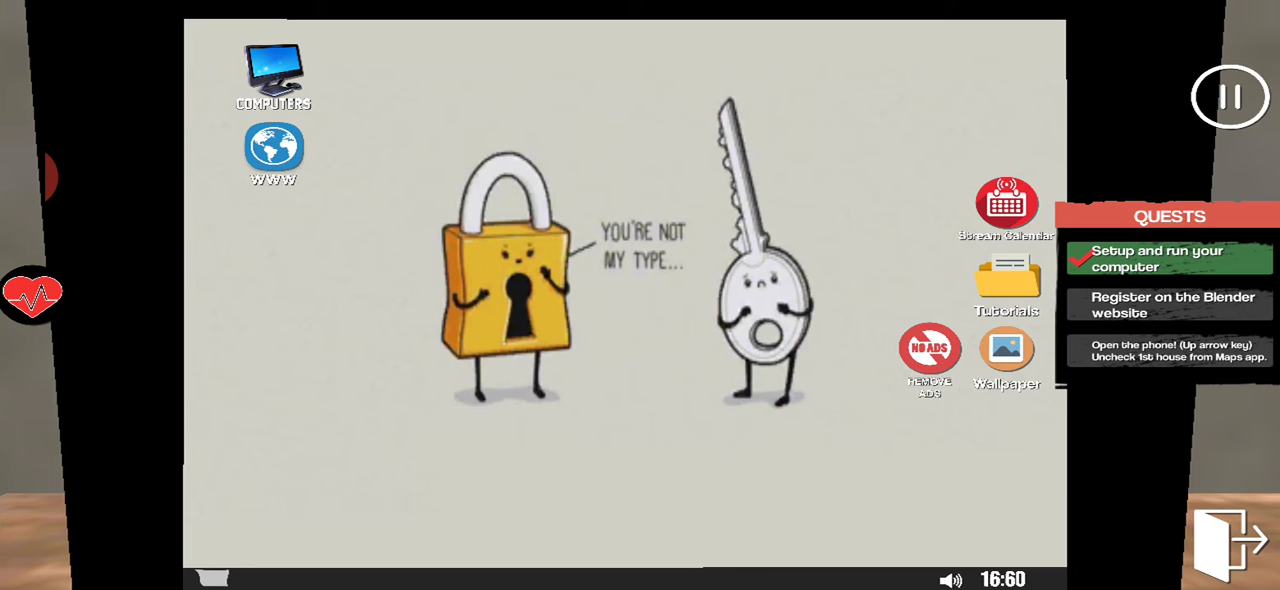 COMPUTERS
WWW
YOU'RE NOT
MY TYPE...
Stream Calendar
Tutorials
NO ADS
REMOVE
ADS
Wallpaper
QUESTS
Setup and run your
computer
Register on the Blender
website
Open the phone! (Up arrow key)
Uncheck 1st house from Maps app.
16:60